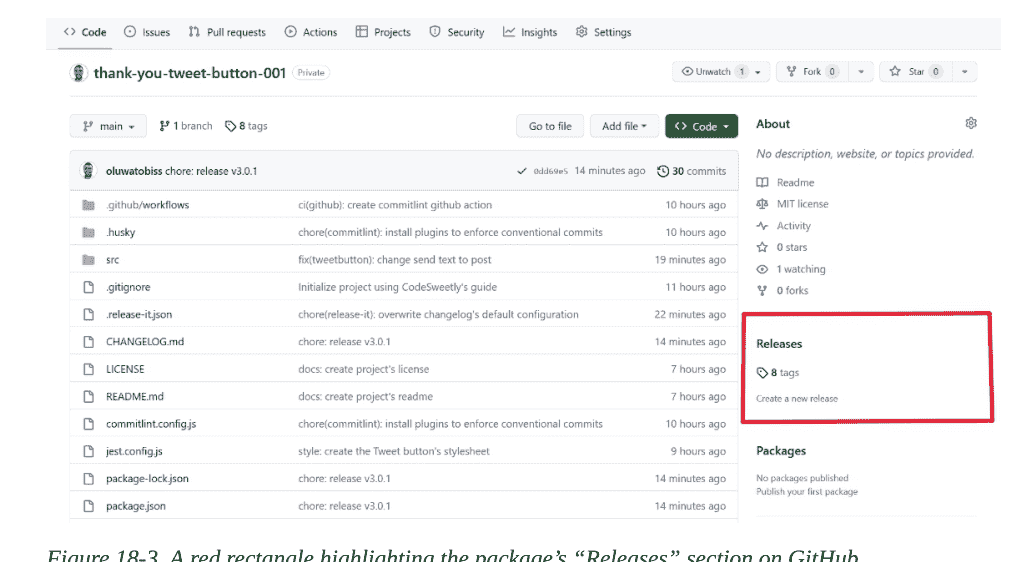 Code Issues Pull requests Actions Projects Security Insights Settings
thank-you-tweet-button-001 Private Unwatch 1 Fork 0 Star 0
main 1 branch 8 tags Go to file Add file Code
oluwatobiss chore: release v3.0.1 0dd69e5 14 minutes ago 30 commits
.github/workflows ci(github): create commitlint github action 10 hours ago
.husky chore(commitlint): install plugins to enforce conventional commits 10 hours ago
src fix(tweetbutton): change send text to post 19 minutes ago
.gitignore Initialize project using CodeSweetly's guide 11 hours ago
.release-it.json chore(release-it): overwrite changelog's default configuration 22 minutes ago
CHANGELOG.md chore: release v3.0.1 14 minutes ago
LICENSE docs: create project's license 7 hours ago
README.md docs: create project's readme 7 hours ago
commitlint.config.js chore(commitlint): install plugins to enforce conventional commits 10 hours ago
jest.config.js style: create the Tweet button's stylesheet 9 hours ago
package-lock.json chore: release v3.0.1 14 minutes ago
package.json chore: release v3.0.1 14 minutes ago
About
No description, website, or topics provided.
Readme
MIT license
Activity
0 stars
1 watching
0 forks
Releases
8 tags
Create a new release
Packages
No packages published
Publish your first package
Figure 18-3. A red rectangle highlighting the package's “Releases” section on GitHub